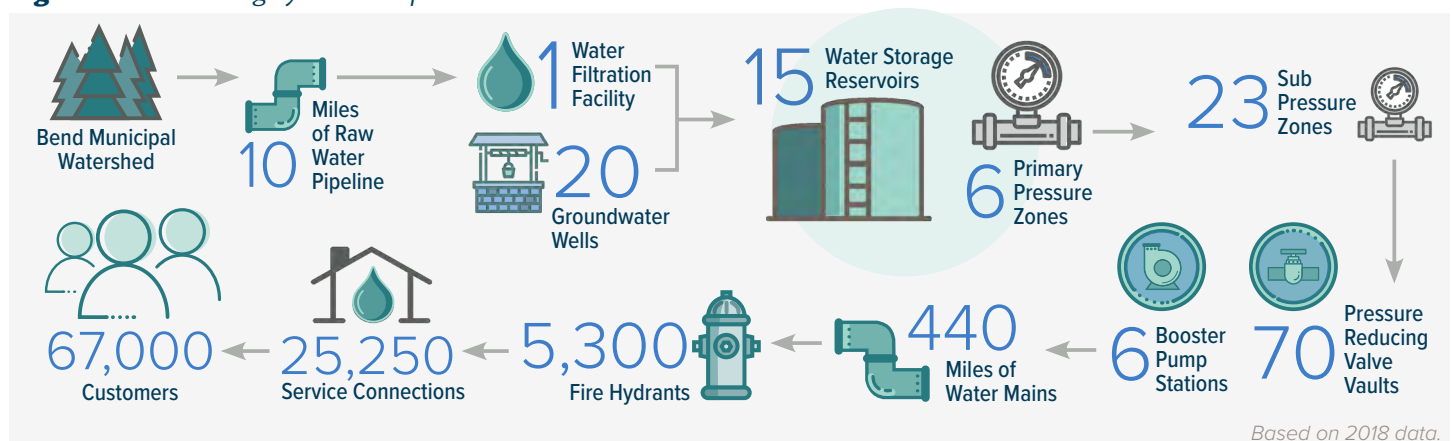 Bend Municipal
Watershed
10
Miles
of Raw
Water
Pipeline
1
Water
Filtration
Facility
20
Groundwater
Wells
15
Water Storage
Reservoirs
6
Primary
Pressure
Zones
23
Sub
Pressure
Zones
70
Pressure
Reducing
Valve
Vaults
6
Booster
Pump
Stations
440
Miles of
Water Mains
5,300
Fire Hydrants
25,250
Service Connections
67,000
Customers
Based on 2018 data.